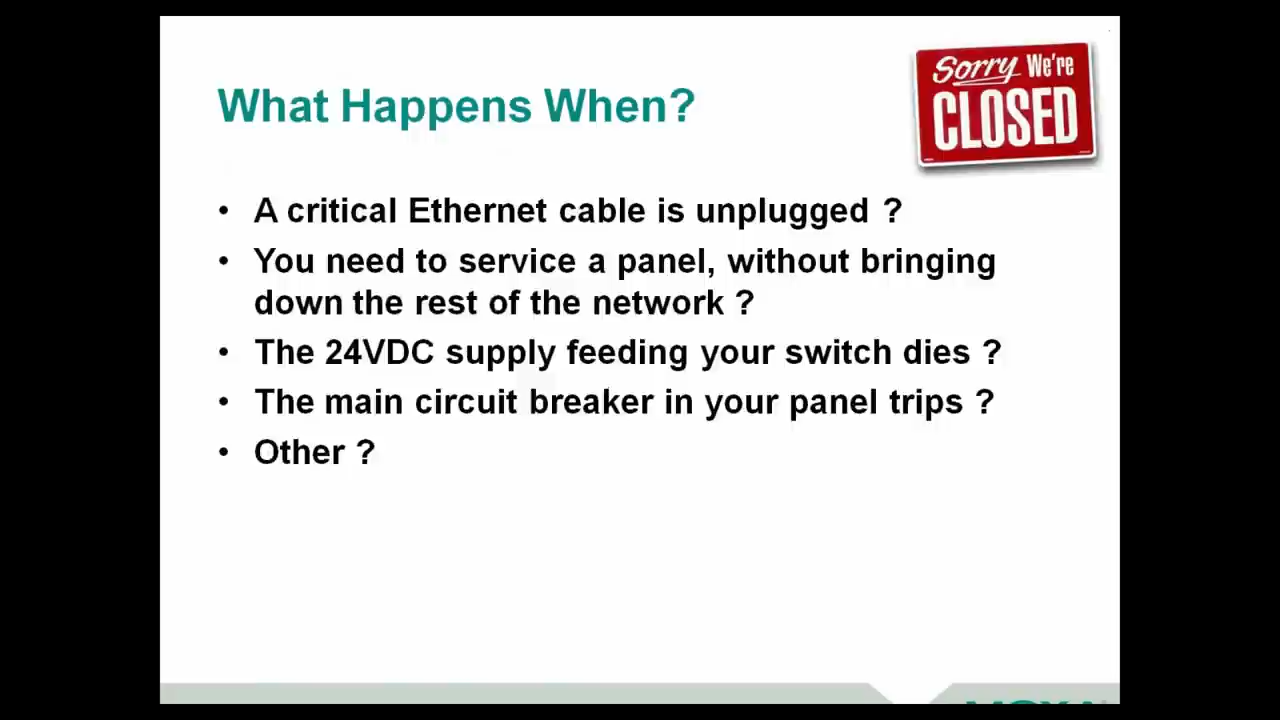 Sorry We're
CLOSED
What Happens When?
• A critical Ethernet cable is unplugged ?
• You need to service a panel, without bringing
down the rest of the network ?
• The 24VDC supply feeding your switch dies ?
• The main circuit breaker in your panel trips ?
• Other ?